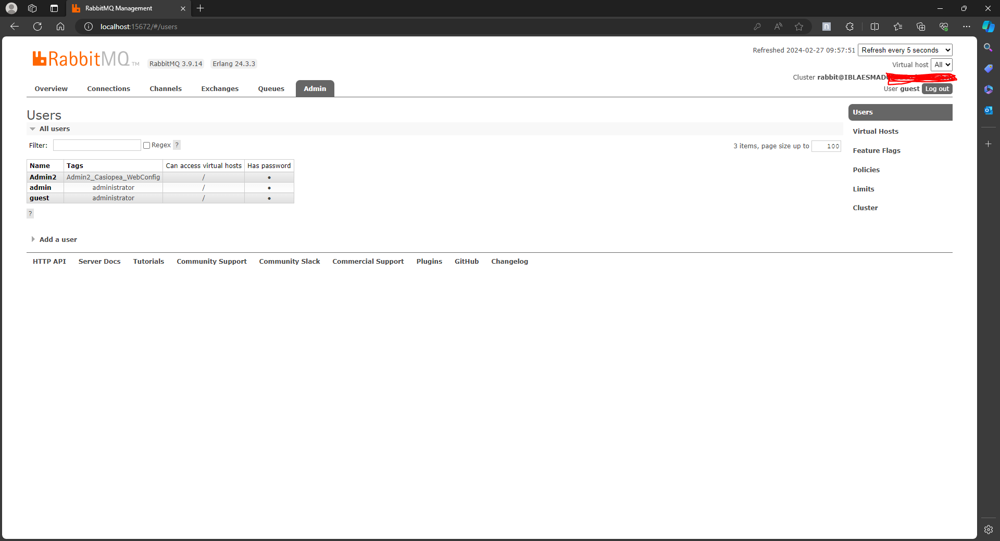 RabbitMQ Management
localhost:15672/#/users
RabbitMQ TM
RabbitMQ 3.9.14 Erlang 24.3.3
Refreshed 2024-02-27 09:57:51 Refresh every 5 seconds
Virtual host All
Cluster rabbit@IBLAESMAD
User guest Log out
Overview Connections Channels Exchanges Queues Admin
Users
All users
Filter: Regex ?
3 items, page size up to 100
Name Tags Can access virtual hosts Has password
Admin2 Admin2_Casiopea_WebConfig / ●
admin administrator / ●
guest administrator / ●
?
Add a user
Users
Virtual Hosts
Feature Flags
Policies
Limits
Cluster
HTTP API Server Docs Tutorials Community Support Community Slack Commercial Support Plugins GitHub Changelog